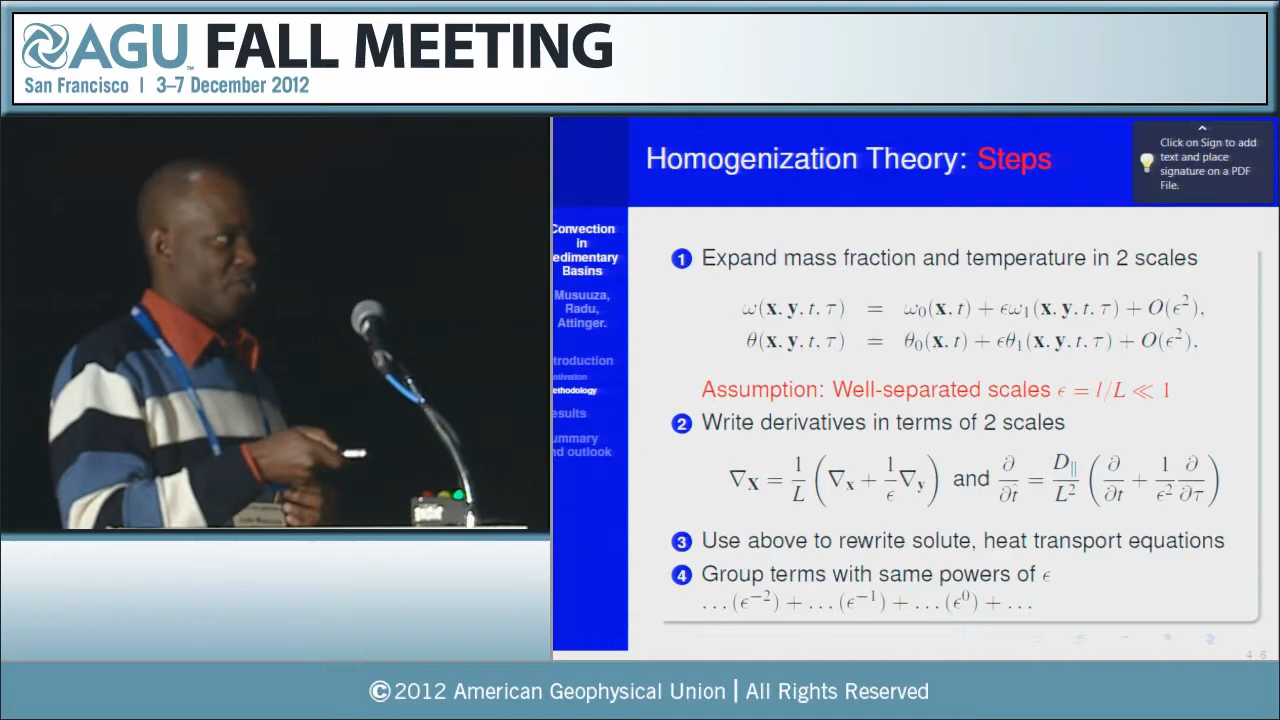 AGU FALL MEETING
San Francisco | 3–7 December 2012
Homogenization Theory: Steps
Click on Sign to add
text and place
signature on a PDF
File.
Convection
in
edimentary
Basins
Musuuza,
Radu,
Attinger.
troduction
otivation
ethodology
esults
ummary
nd outlook
1 Expand mass fraction and temperature in 2 scales
ω(x, y, t, τ) = ω₀(x, t) + εω₁(x, y, t, τ) + O(ε²),
θ(x, y, t, τ) = θ₀(x, t) + εθ₁(x, y, t, τ) + O(ε²).
Assumption: Well-separated scales ε = l/L ≪ 1
2 Write derivatives in terms of 2 scales
∇X = 1/L (∇x + 1/ε ∇y) and ∂/∂t = D∥/L² (∂/∂t + 1/ε² ∂/∂τ)
3 Use above to rewrite solute, heat transport equations
4 Group terms with same powers of ε
…(ε⁻²) + …(ε⁻¹) + …(ε⁰) + …
©2012 American Geophysical Union | All Rights Reserved